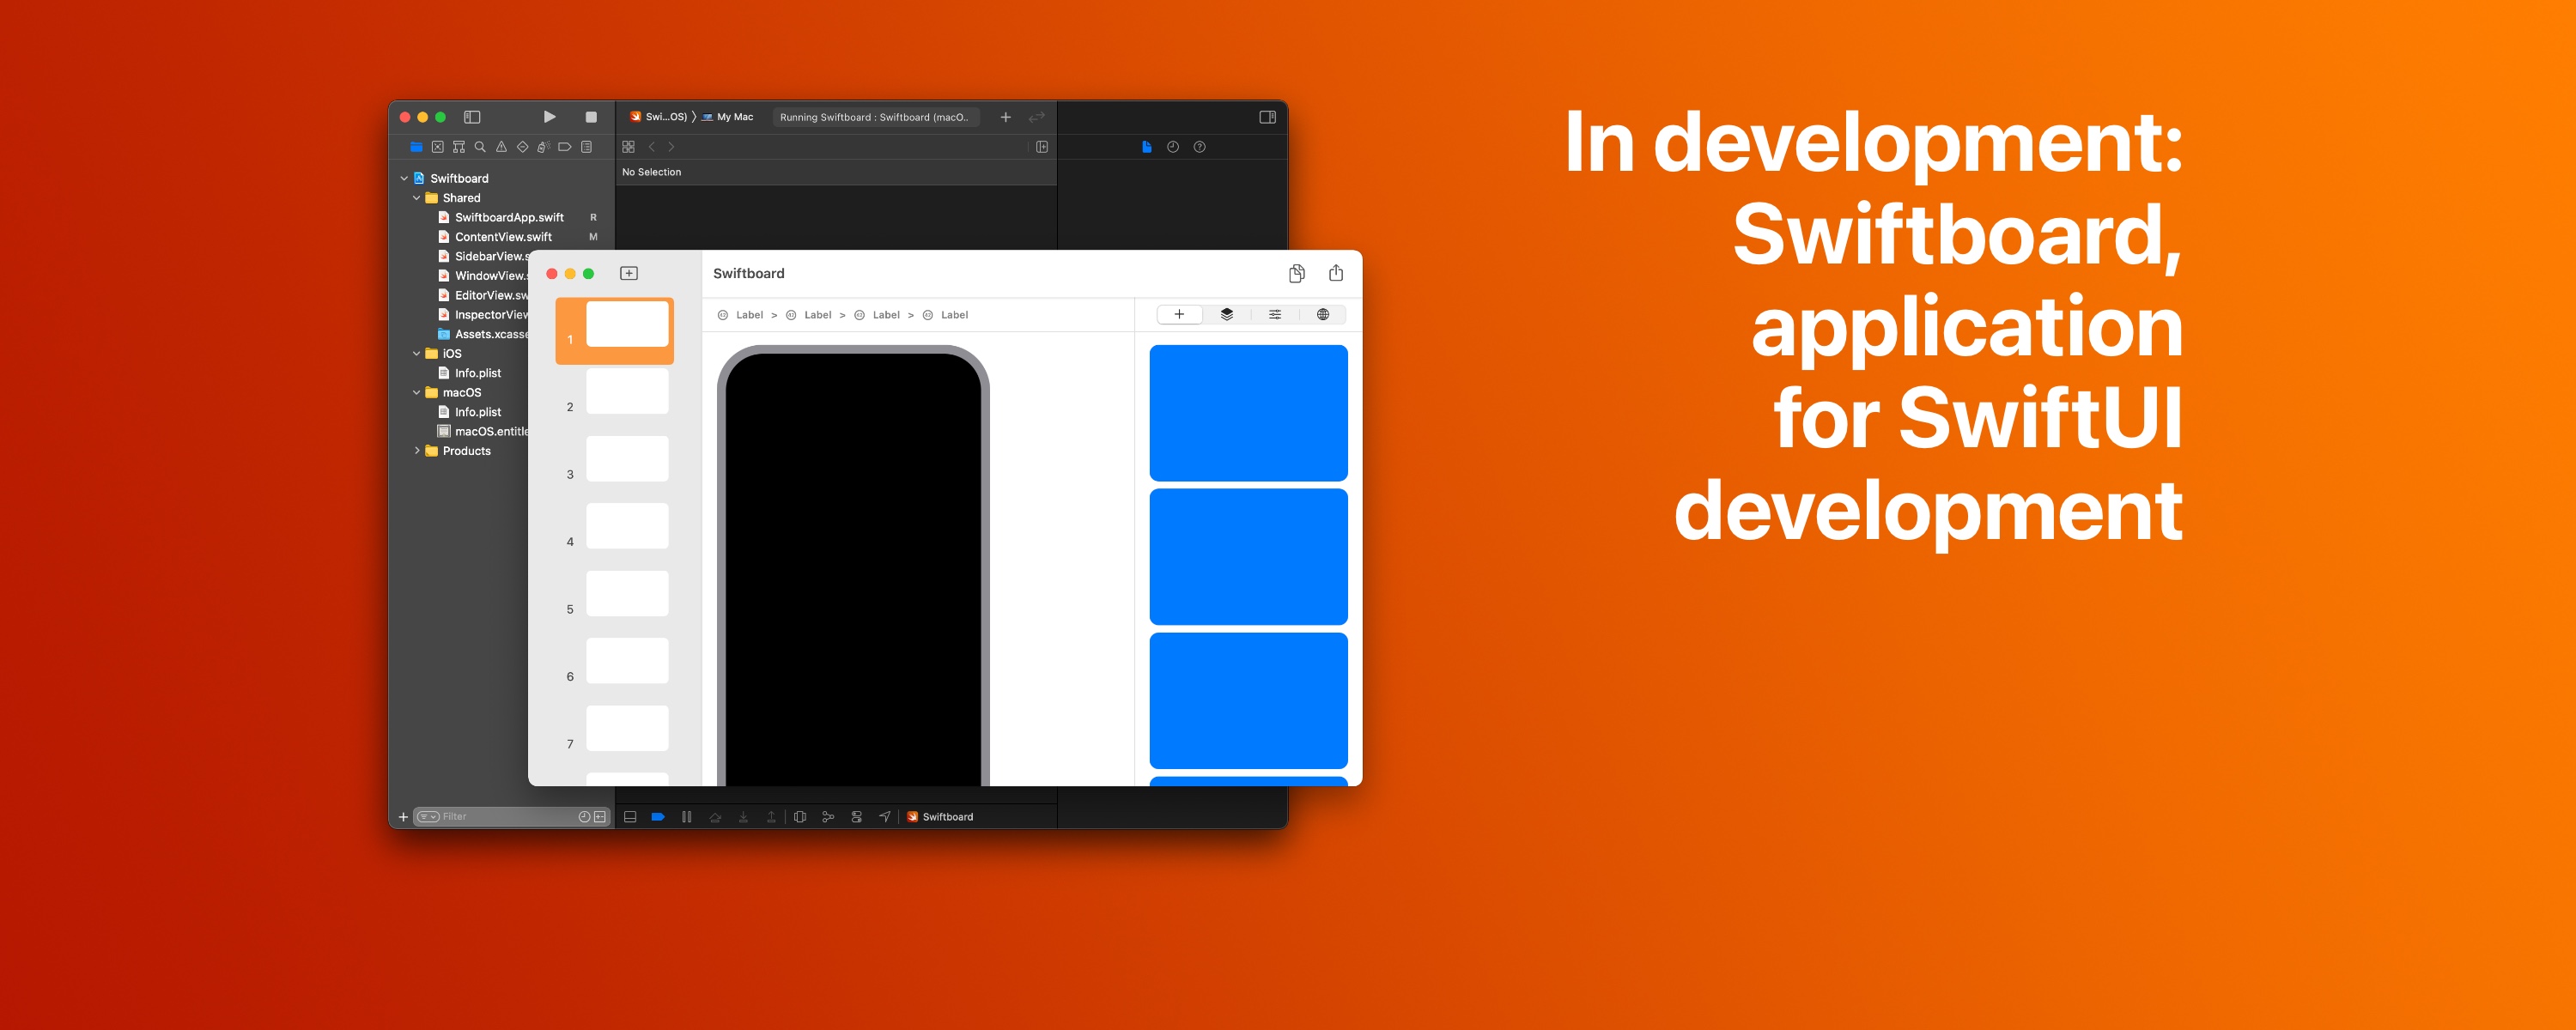 Swi...OS) 〉 My Mac
Running Swiftboard : Swiftboard (macO..
No Selection
Swiftboard
Shared
SwiftboardApp.swift R
ContentView.swift M
SidebarView.s
WindowView.s
EditorView.sw
InspectorView
Assets.xcasse
iOS
Info.plist
macOS
Info.plist
macOS.entitle
Products
Filter
Swiftboard
Swiftboard
Label > Label > Label > Label
1
2
3
4
5
6
7
In development:
Swiftboard,
application
for SwiftUI
development